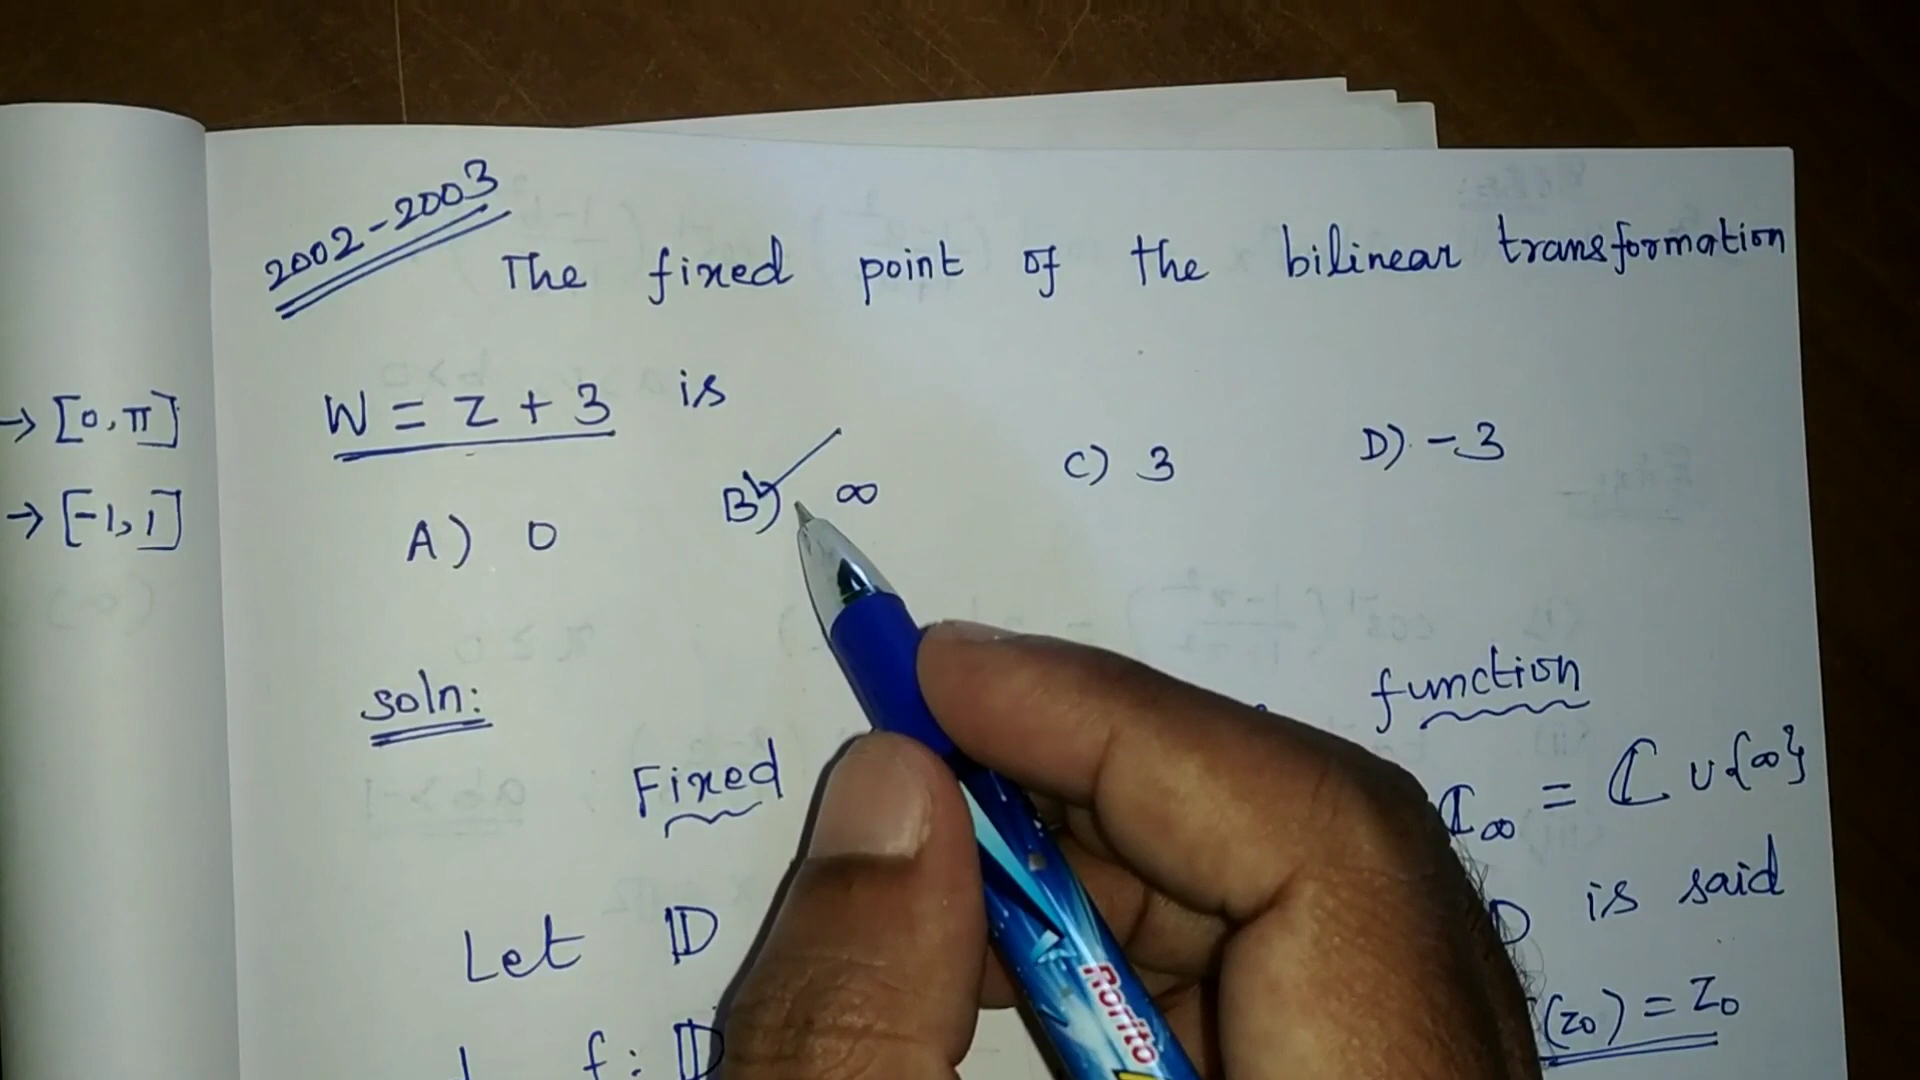 2002-2003
The fixed point of the bilinear transformation
W = Z + 3 is
A) 0 B) ∞ C) 3 D) -3
soln:
Fixed function
ℂ∞ = ℂ ∪ {∞}
Let D D is said
f : D (z0) = z0
→ [0, π]
→ [-1, 1]
Rorito